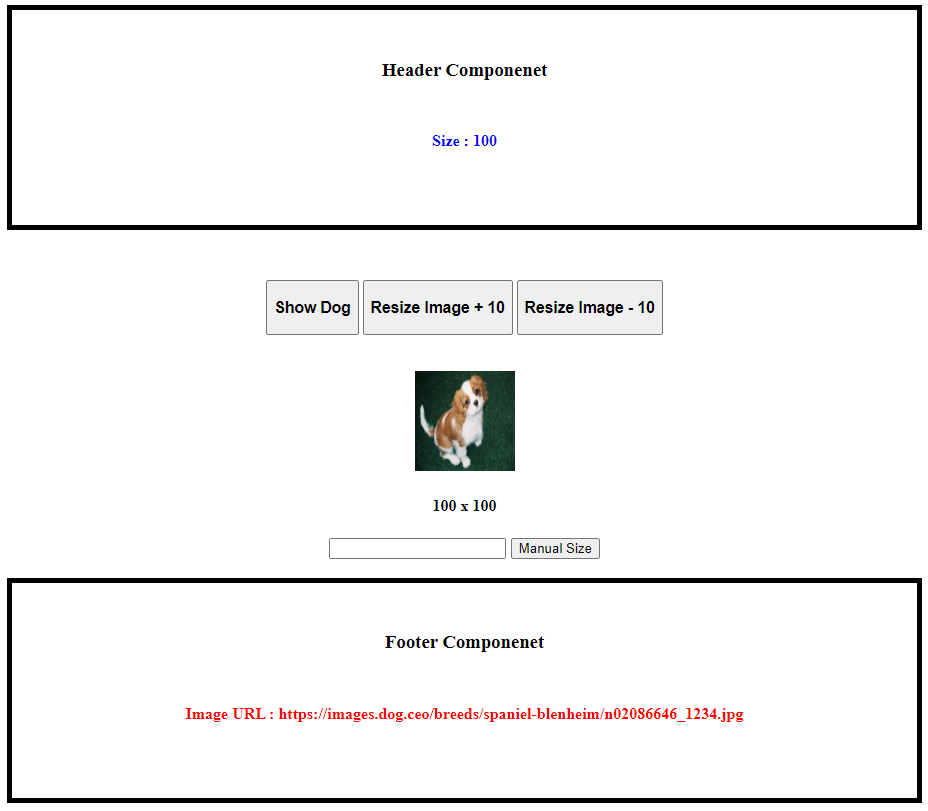 Header Componenet
Size : 100
Show Dog Resize Image + 10 Resize Image - 10
100 x 100
Manual Size
Footer Componenet
Image URL : https://images.dog.ceo/breeds/spaniel-blenheim/n02086646_1234.jpg